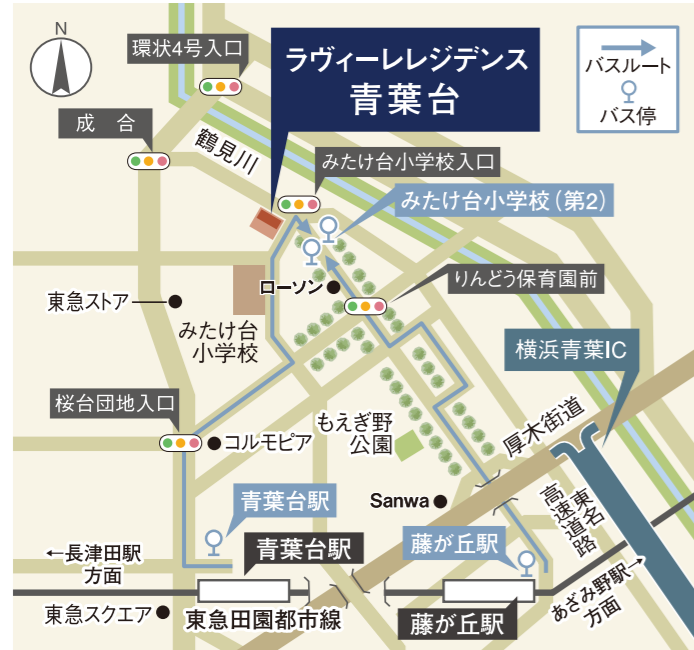 N
環状4号入口
ラヴィーレレジデンス
青葉台
バスルート
バス停
成 合
鶴見川
みたけ台小学校入口
みたけ台小学校（第2）
ローソン
りんどう保育園前
東急ストア
みたけ台
小学校
横浜青葉IC
桜台団地入口
コルモピア
もえぎ野
公園
厚木街道
Sanwa
東名
高速道路
青葉台駅
青葉台駅
藤が丘駅
←長津田駅
方面
あざみ野駅→
方面
東急スクエア
東急田園都市線
藤が丘駅